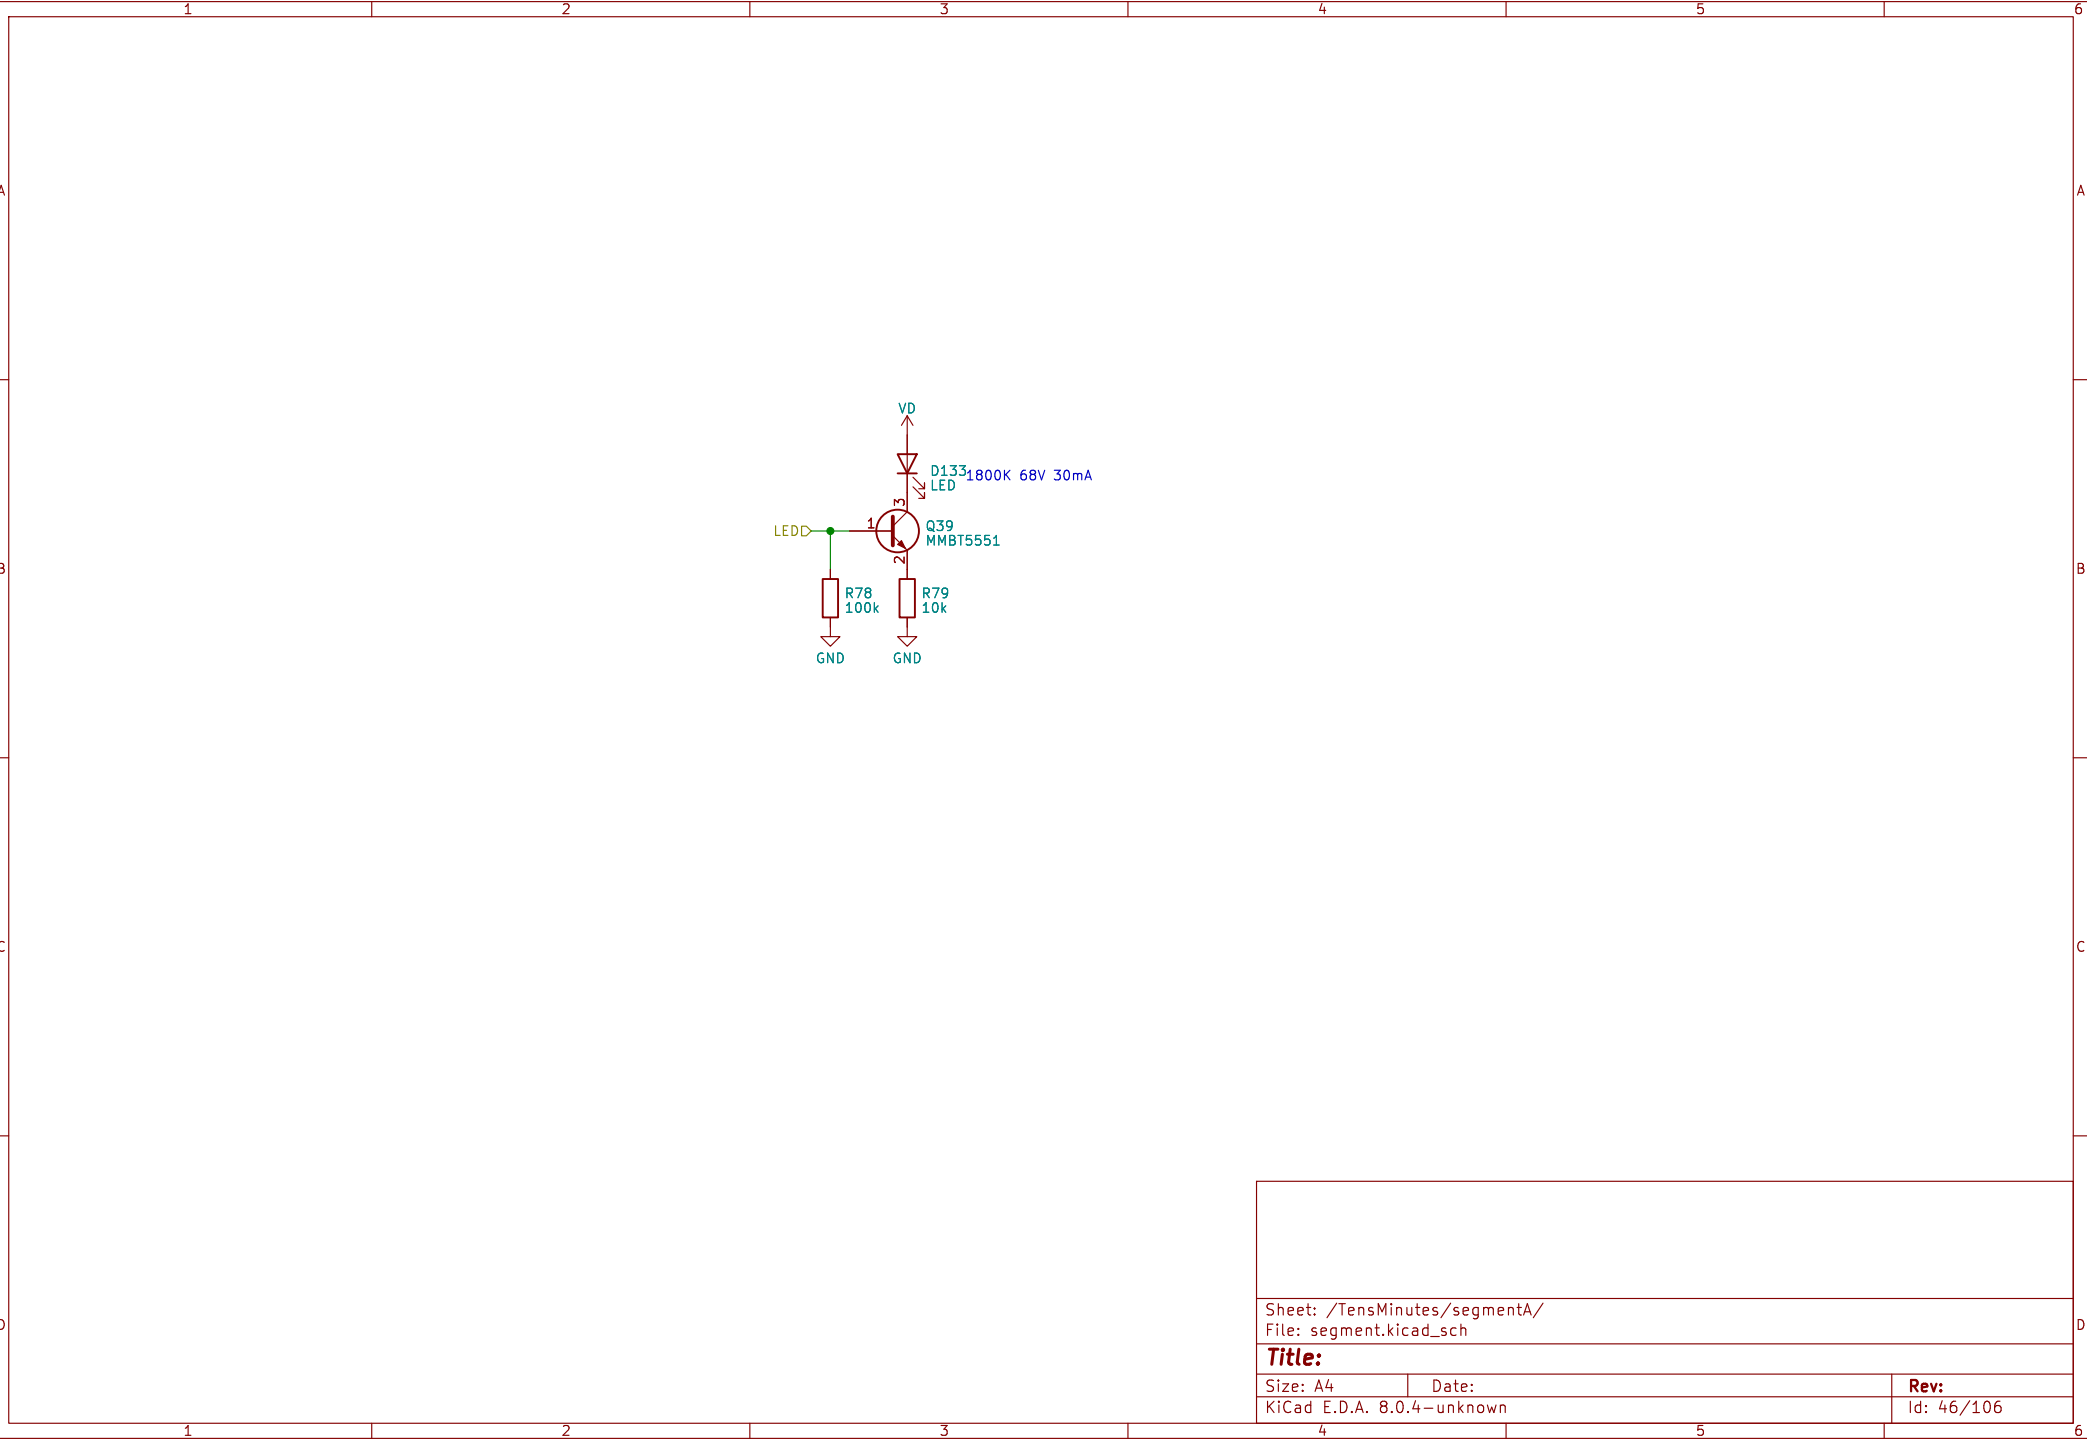 1 2 3 4 5 6
A A
VD
D133
LED
1800K 68V 30mA
3
LED
1
Q39
MMBT5551
2
B B
R78
100k
R79
10k
GND GND
C C
Sheet: /TensMinutes/segmentA/
File: segment.kicad_sch
D D
Title:
Size: A4 Date: Rev:
KiCad E.D.A. 8.0.4-unknown Id: 46/106
1 2 3 4 5 6